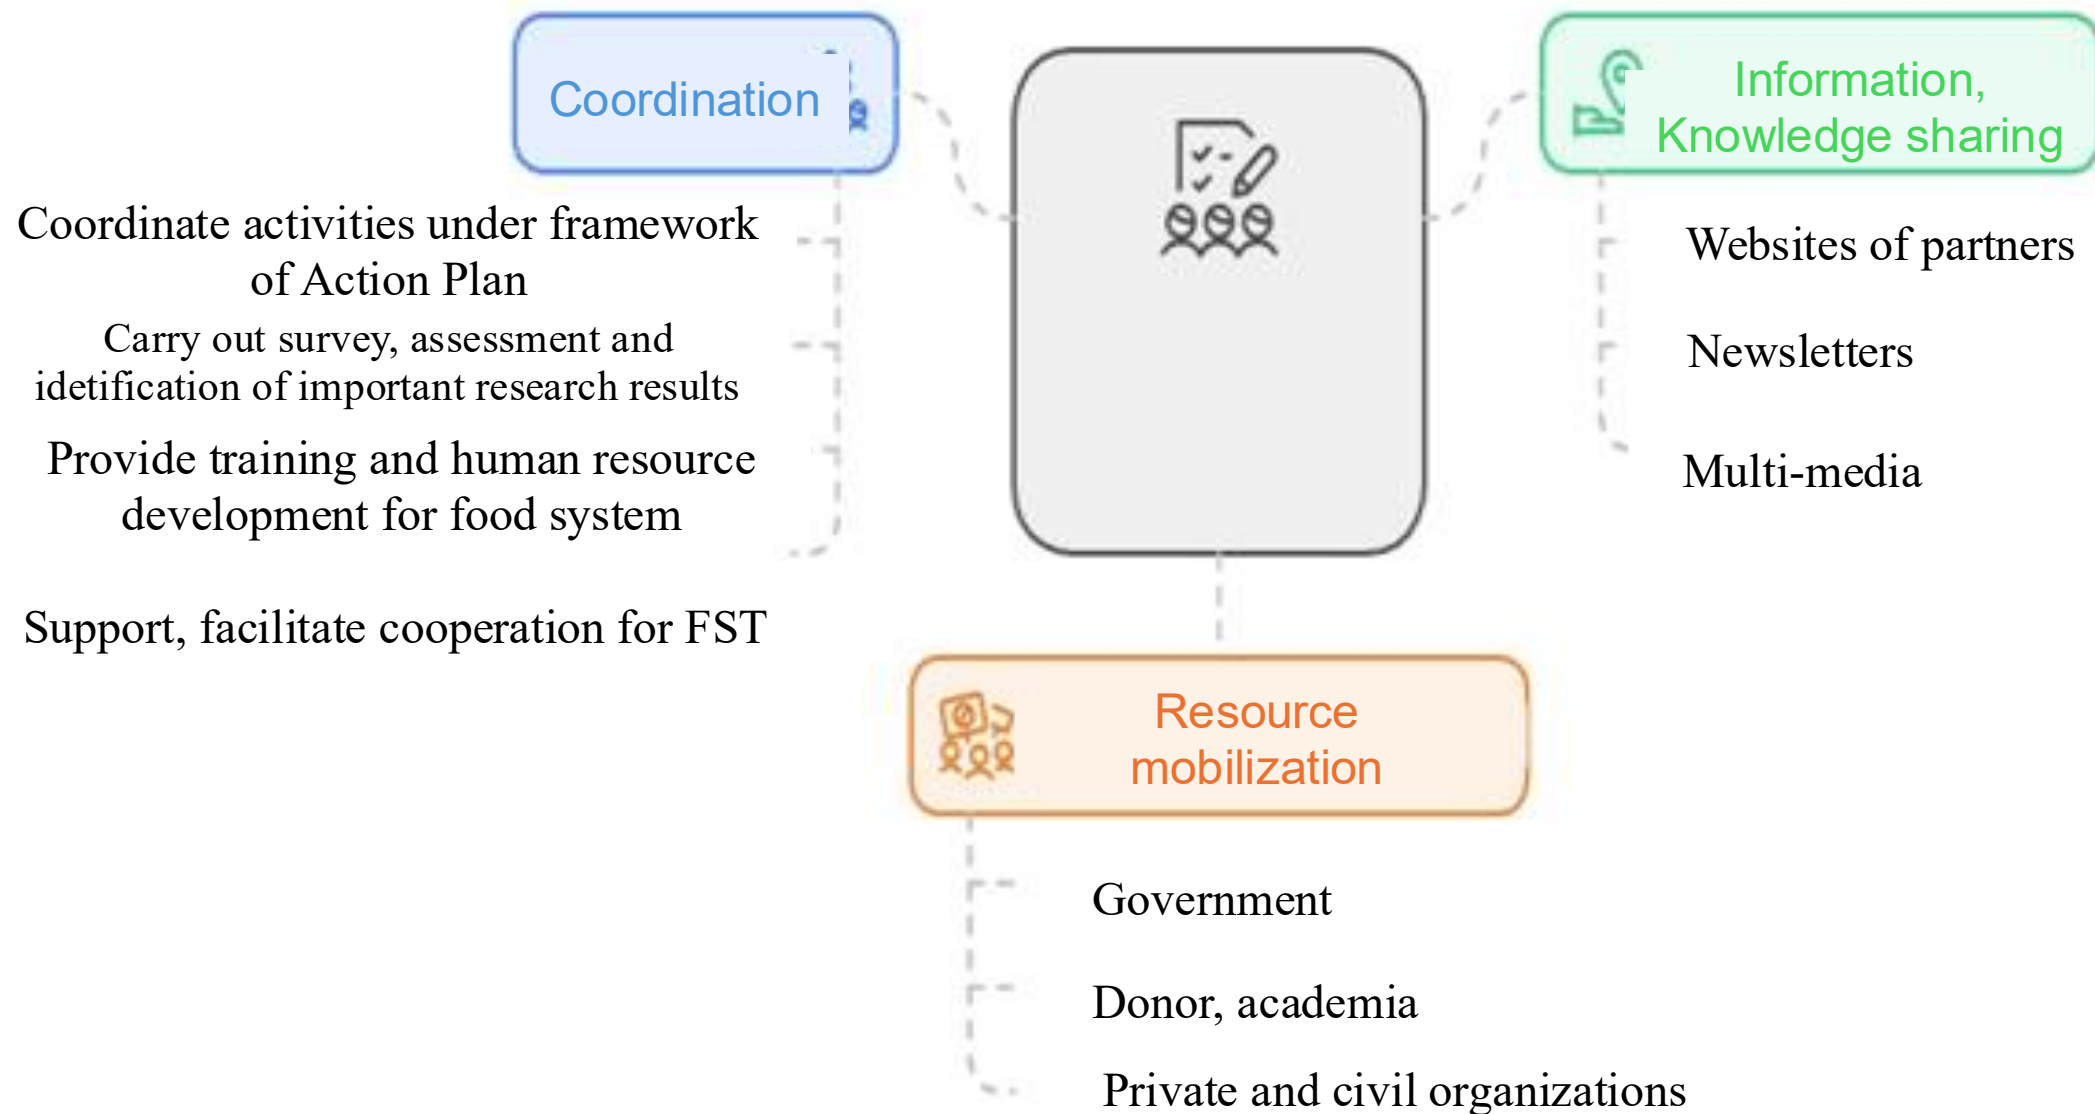 Coordination
Coordinate activities under framework
of Action Plan
Carry out survey, assessment and
idetification of important research results
Provide training and human resource
development for food system
Support, facilitate cooperation for FST
Information,
Knowledge sharing
Websites of partners
Newsletters
Multi-media
Resource
mobilization
Government
Donor, academia
Private and civil organizations